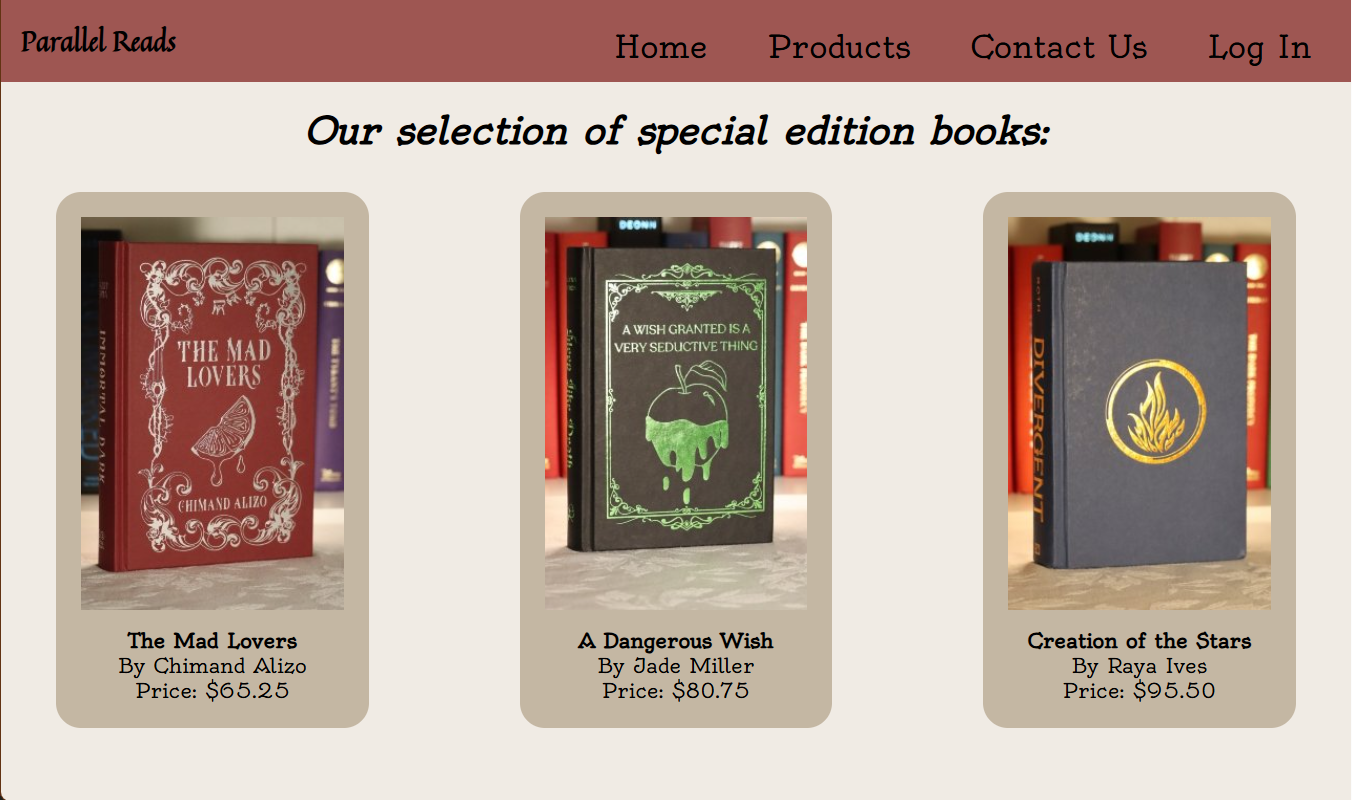 Parallel Reads
Home Products Contact Us Log In
Our selection of special edition books:
THE MAD
LOVERS
CHIMAND ALIZO
IMMORTAL DARK
The Mad Lovers
By Chimand Alizo
Price: $65.25
A WISH GRANTED IS A
VERY SEDUCTIVE THING
A Dangerous Wish
By Jade Miller
Price: $80.75
DEONN
ROTH
DIVERGENT
Creation of the Stars
By Raya Ives
Price: $95.50